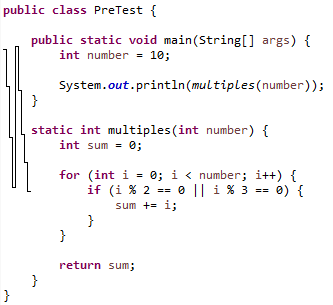 public class PreTest {
public static void main(String[] args) {
int number = 10;
System.out.println(multiples(number));
}
static int multiples(int number) {
int sum = 0;
for (int i = 0; i < number; i++) {
if (i % 2 == 0 || i % 3 == 0) {
sum += i;
}
}
return sum;
}
}